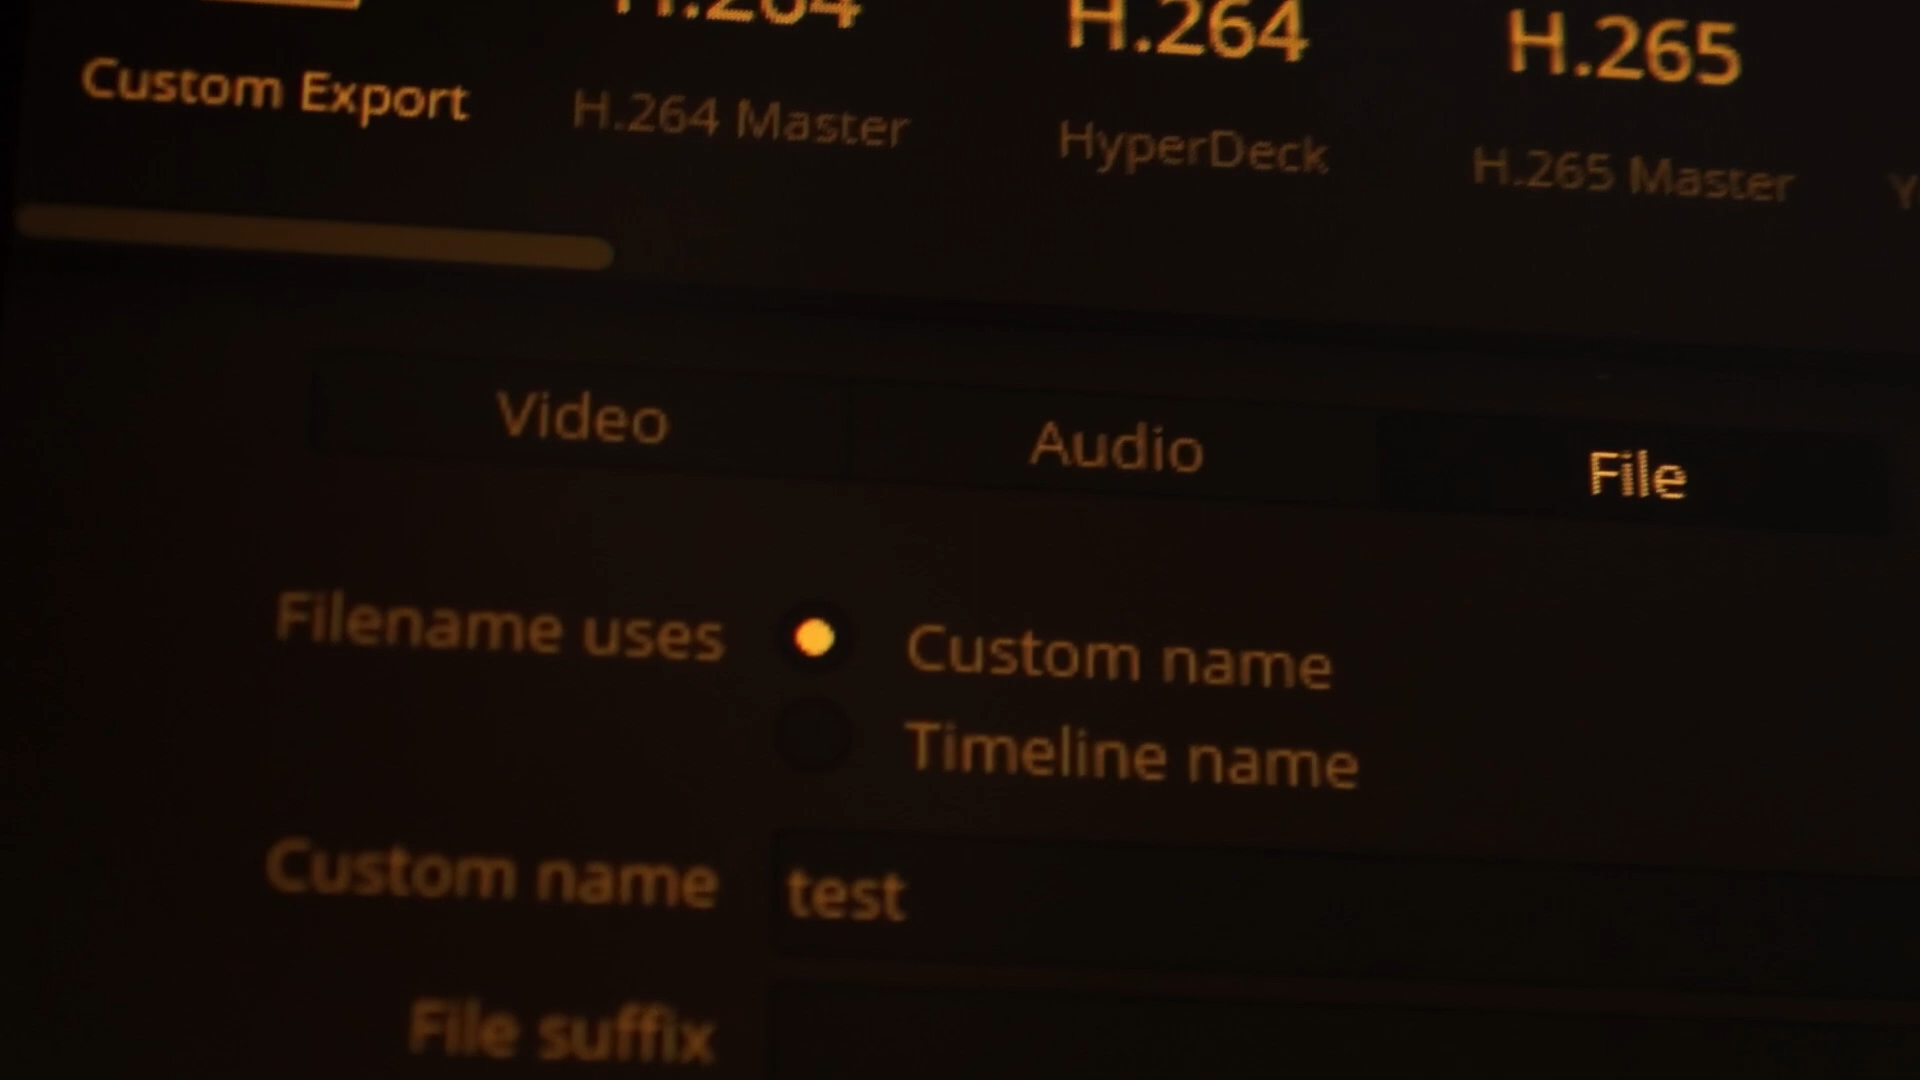 H.264 H.264 H.265
Custom Export H.264 Master HyperDeck H.265 Master Y
Video Audio File
Filename uses Custom name
Timeline name
Custom name test
File suffix